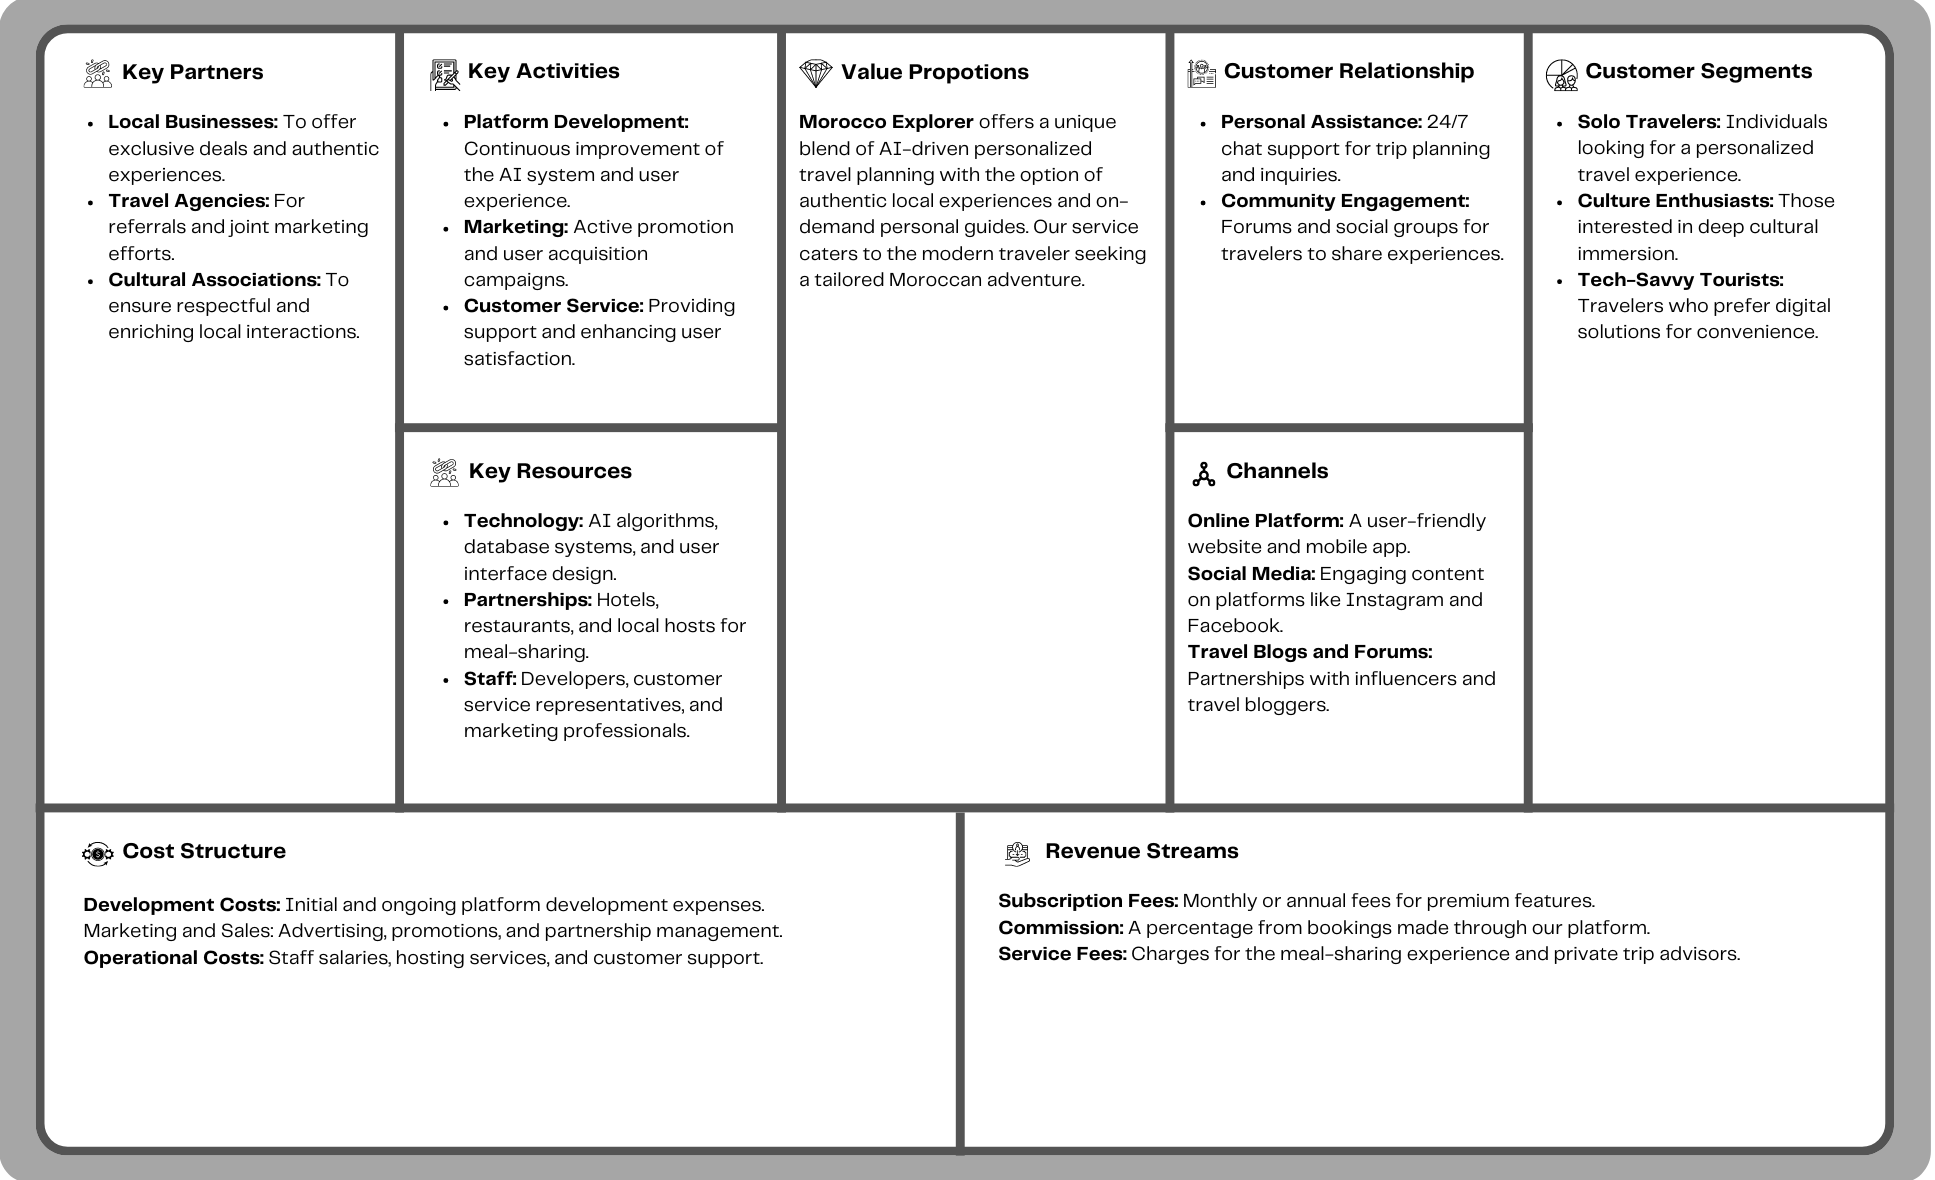 Key Partners
• Local Businesses: To offer
exclusive deals and authentic
experiences.
• Travel Agencies: For
referrals and joint marketing
efforts.
• Cultural Associations: To
ensure respectful and
enriching local interactions.
Key Activities
• Platform Development:
Continuous improvement of
the AI system and user
experience.
• Marketing: Active promotion
and user acquisition
campaigns.
• Customer Service: Providing
support and enhancing user
satisfaction.
Key Resources
• Technology: AI algorithms,
database systems, and user
interface design.
• Partnerships: Hotels,
restaurants, and local hosts for
meal-sharing.
• Staff: Developers, customer
service representatives, and
marketing professionals.
Value Propotions
Morocco Explorer offers a unique
blend of AI-driven personalized
travel planning with the option of
authentic local experiences and on-
demand personal guides. Our service
caters to the modern traveler seeking
a tailored Moroccan adventure.
Customer Relationship
• Personal Assistance: 24/7
chat support for trip planning
and inquiries.
• Community Engagement:
Forums and social groups for
travelers to share experiences.
Channels
Online Platform: A user-friendly
website and mobile app.
Social Media: Engaging content
on platforms like Instagram and
Facebook.
Travel Blogs and Forums:
Partnerships with influencers and
travel bloggers.
Customer Segments
• Solo Travelers: Individuals
looking for a personalized
travel experience.
• Culture Enthusiasts: Those
interested in deep cultural
immersion.
• Tech-Savvy Tourists:
Travelers who prefer digital
solutions for convenience.
Cost Structure
Development Costs: Initial and ongoing platform development expenses.
Marketing and Sales: Advertising, promotions, and partnership management.
Operational Costs: Staff salaries, hosting services, and customer support.
Revenue Streams
Subscription Fees: Monthly or annual fees for premium features.
Commission: A percentage from bookings made through our platform.
Service Fees: Charges for the meal-sharing experience and private trip advisors.